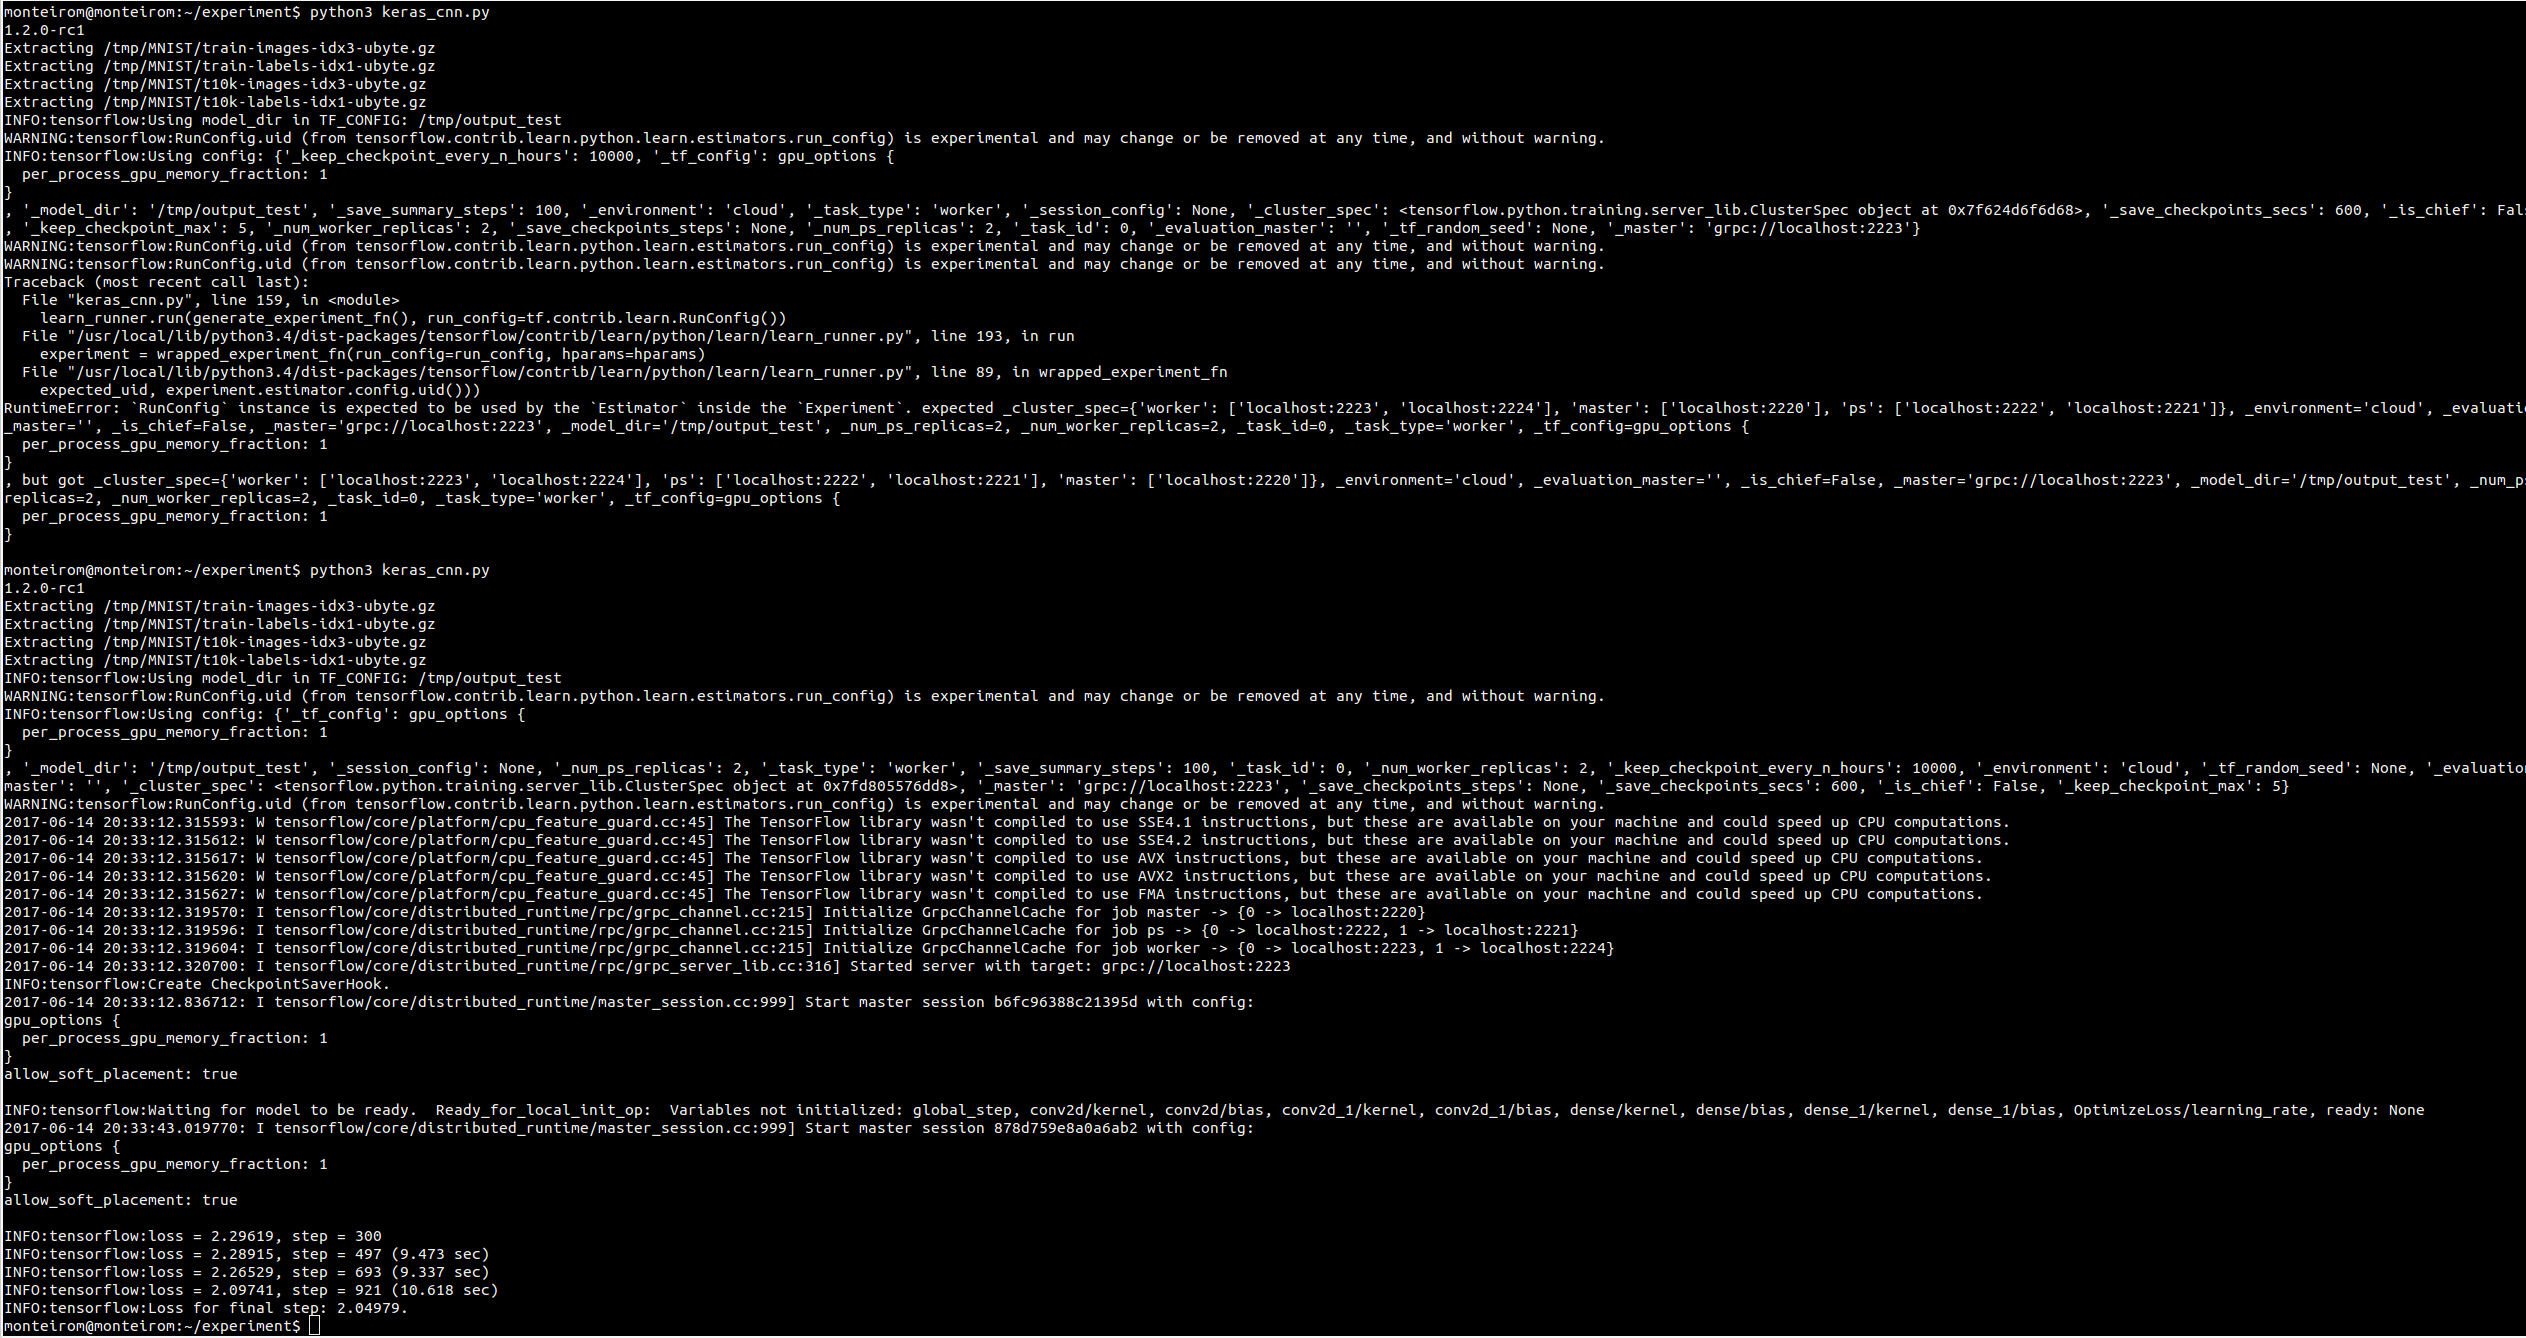 monteirom@monteirom:~/experiment$ python3 keras_cnn.py
1.2.0-rc1
Extracting /tmp/MNIST/train-images-idx3-ubyte.gz
Extracting /tmp/MNIST/train-labels-idx1-ubyte.gz
Extracting /tmp/MNIST/t10k-images-idx3-ubyte.gz
Extracting /tmp/MNIST/t10k-labels-idx1-ubyte.gz
INFO:tensorflow:Using model_dir in TF_CONFIG: /tmp/output_test
WARNING:tensorflow:RunConfig.uid (from tensorflow.contrib.learn.python.learn.estimators.run_config) is experimental and may change or be removed at any time, and without warning.
INFO:tensorflow:Using config: {'_keep_checkpoint_every_n_hours': 10000, '_tf_config': gpu_options {
  per_process_gpu_memory_fraction: 1
}
, '_model_dir': '/tmp/output_test', '_save_summary_steps': 100, '_environment': 'cloud', '_task_type': 'worker', '_session_config': None, '_cluster_spec': <tensorflow.python.training.server_lib.ClusterSpec object at 0x7f624d6f6d68>, '_save_checkpoints_secs': 600, '_is_chief': Fals
, '_keep_checkpoint_max': 5, '_num_worker_replicas': 2, '_save_checkpoints_steps': None, '_num_ps_replicas': 2, '_task_id': 0, '_evaluation_master': '', '_tf_random_seed': None, '_master': 'grpc://localhost:2223'}
WARNING:tensorflow:RunConfig.uid (from tensorflow.contrib.learn.python.learn.estimators.run_config) is experimental and may change or be removed at any time, and without warning.
WARNING:tensorflow:RunConfig.uid (from tensorflow.contrib.learn.python.learn.estimators.run_config) is experimental and may change or be removed at any time, and without warning.
Traceback (most recent call last):
  File "keras_cnn.py", line 159, in <module>
    learn_runner.run(generate_experiment_fn(), run_config=tf.contrib.learn.RunConfig())
  File "/usr/local/lib/python3.4/dist-packages/tensorflow/contrib/learn/python/learn/learn_runner.py", line 193, in run
    experiment = wrapped_experiment_fn(run_config=run_config, hparams=hparams)
  File "/usr/local/lib/python3.4/dist-packages/tensorflow/contrib/learn/python/learn/learn_runner.py", line 89, in wrapped_experiment_fn
    expected_uid, experiment.estimator.config.uid()))
RuntimeError: `RunConfig` instance is expected to be used by the `Estimator` inside the `Experiment`. expected _cluster_spec={'worker': ['localhost:2223', 'localhost:2224'], 'master': ['localhost:2220'], 'ps': ['localhost:2222', 'localhost:2221']}, _environment='cloud', _evaluati
_master='', _is_chief=False, _master='grpc://localhost:2223', _model_dir='/tmp/output_test', _num_ps_replicas=2, _num_worker_replicas=2, _task_id=0, _task_type='worker', _tf_config=gpu_options {
  per_process_gpu_memory_fraction: 1
}
, but got _cluster_spec={'worker': ['localhost:2223', 'localhost:2224'], 'ps': ['localhost:2222', 'localhost:2221'], 'master': ['localhost:2220']}, _environment='cloud', _evaluation_master='', _is_chief=False, _master='grpc://localhost:2223', _model_dir='/tmp/output_test', _num_ps
replicas=2, _num_worker_replicas=2, _task_id=0, _task_type='worker', _tf_config=gpu_options {
  per_process_gpu_memory_fraction: 1
}
monteirom@monteirom:~/experiment$ python3 keras_cnn.py
1.2.0-rc1
Extracting /tmp/MNIST/train-images-idx3-ubyte.gz
Extracting /tmp/MNIST/train-labels-idx1-ubyte.gz
Extracting /tmp/MNIST/t10k-images-idx3-ubyte.gz
Extracting /tmp/MNIST/t10k-labels-idx1-ubyte.gz
INFO:tensorflow:Using model_dir in TF_CONFIG: /tmp/output_test
WARNING:tensorflow:RunConfig.uid (from tensorflow.contrib.learn.python.learn.estimators.run_config) is experimental and may change or be removed at any time, and without warning.
INFO:tensorflow:Using config: {'_tf_config': gpu_options {
  per_process_gpu_memory_fraction: 1
}
, '_model_dir': '/tmp/output_test', '_session_config': None, '_num_ps_replicas': 2, '_task_type': 'worker', '_save_summary_steps': 100, '_task_id': 0, '_num_worker_replicas': 2, '_keep_checkpoint_every_n_hours': 10000, '_environment': 'cloud', '_tf_random_seed': None, '_evaluation
master': '', '_cluster_spec': <tensorflow.python.training.server_lib.ClusterSpec object at 0x7fd805576dd8>, '_master': 'grpc://localhost:2223', '_save_checkpoints_steps': None, '_save_checkpoints_secs': 600, '_is_chief': False, '_keep_checkpoint_max': 5}
WARNING:tensorflow:RunConfig.uid (from tensorflow.contrib.learn.python.learn.estimators.run_config) is experimental and may change or be removed at any time, and without warning.
2017-06-14 20:33:12.315593: W tensorflow/core/platform/cpu_feature_guard.cc:45] The TensorFlow library wasn't compiled to use SSE4.1 instructions, but these are available on your machine and could speed up CPU computations.
2017-06-14 20:33:12.315612: W tensorflow/core/platform/cpu_feature_guard.cc:45] The TensorFlow library wasn't compiled to use SSE4.2 instructions, but these are available on your machine and could speed up CPU computations.
2017-06-14 20:33:12.315617: W tensorflow/core/platform/cpu_feature_guard.cc:45] The TensorFlow library wasn't compiled to use AVX instructions, but these are available on your machine and could speed up CPU computations.
2017-06-14 20:33:12.315620: W tensorflow/core/platform/cpu_feature_guard.cc:45] The TensorFlow library wasn't compiled to use AVX2 instructions, but these are available on your machine and could speed up CPU computations.
2017-06-14 20:33:12.315627: W tensorflow/core/platform/cpu_feature_guard.cc:45] The TensorFlow library wasn't compiled to use FMA instructions, but these are available on your machine and could speed up CPU computations.
2017-06-14 20:33:12.319570: I tensorflow/core/distributed_runtime/rpc/grpc_channel.cc:215] Initialize GrpcChannelCache for job master -> {0 -> localhost:2220}
2017-06-14 20:33:12.319596: I tensorflow/core/distributed_runtime/rpc/grpc_channel.cc:215] Initialize GrpcChannelCache for job ps -> {0 -> localhost:2222, 1 -> localhost:2221}
2017-06-14 20:33:12.319604: I tensorflow/core/distributed_runtime/rpc/grpc_channel.cc:215] Initialize GrpcChannelCache for job worker -> {0 -> localhost:2223, 1 -> localhost:2224}
2017-06-14 20:33:12.320700: I tensorflow/core/distributed_runtime/rpc/grpc_server_lib.cc:316] Started server with target: grpc://localhost:2223
INFO:tensorflow:Create CheckpointSaverHook.
2017-06-14 20:33:12.836712: I tensorflow/core/distributed_runtime/master_session.cc:999] Start master session b6fc96388c21395d with config:
gpu_options {
  per_process_gpu_memory_fraction: 1
}
allow_soft_placement: true
INFO:tensorflow:Waiting for model to be ready.  Ready_for_local_init_op:  Variables not initialized: global_step, conv2d/kernel, conv2d/bias, conv2d_1/kernel, conv2d_1/bias, dense/kernel, dense/bias, dense_1/kernel, dense_1/bias, OptimizeLoss/learning_rate, ready: None
2017-06-14 20:33:43.019770: I tensorflow/core/distributed_runtime/master_session.cc:999] Start master session 878d759e8a0a6ab2 with config:
gpu_options {
  per_process_gpu_memory_fraction: 1
}
allow_soft_placement: true
INFO:tensorflow:loss = 2.29619, step = 300
INFO:tensorflow:loss = 2.28915, step = 497 (9.473 sec)
INFO:tensorflow:loss = 2.26529, step = 693 (9.337 sec)
INFO:tensorflow:loss = 2.09741, step = 921 (10.618 sec)
INFO:tensorflow:Loss for final step: 2.04979.
monteirom@monteirom:~/experiment$